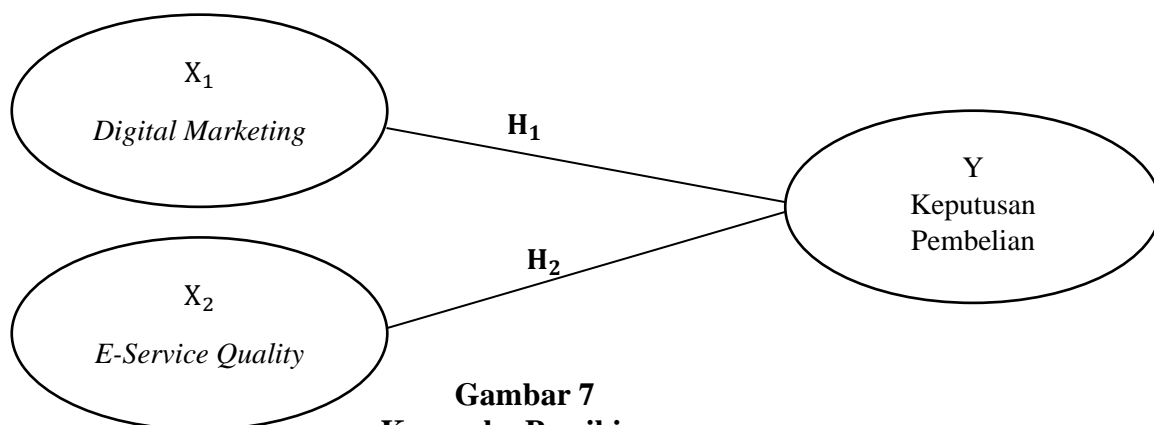 X₁
Digital Marketing
H₁
Y
Keputusan
Pembelian
H₂
X₂
E-Service Quality
Gambar 7